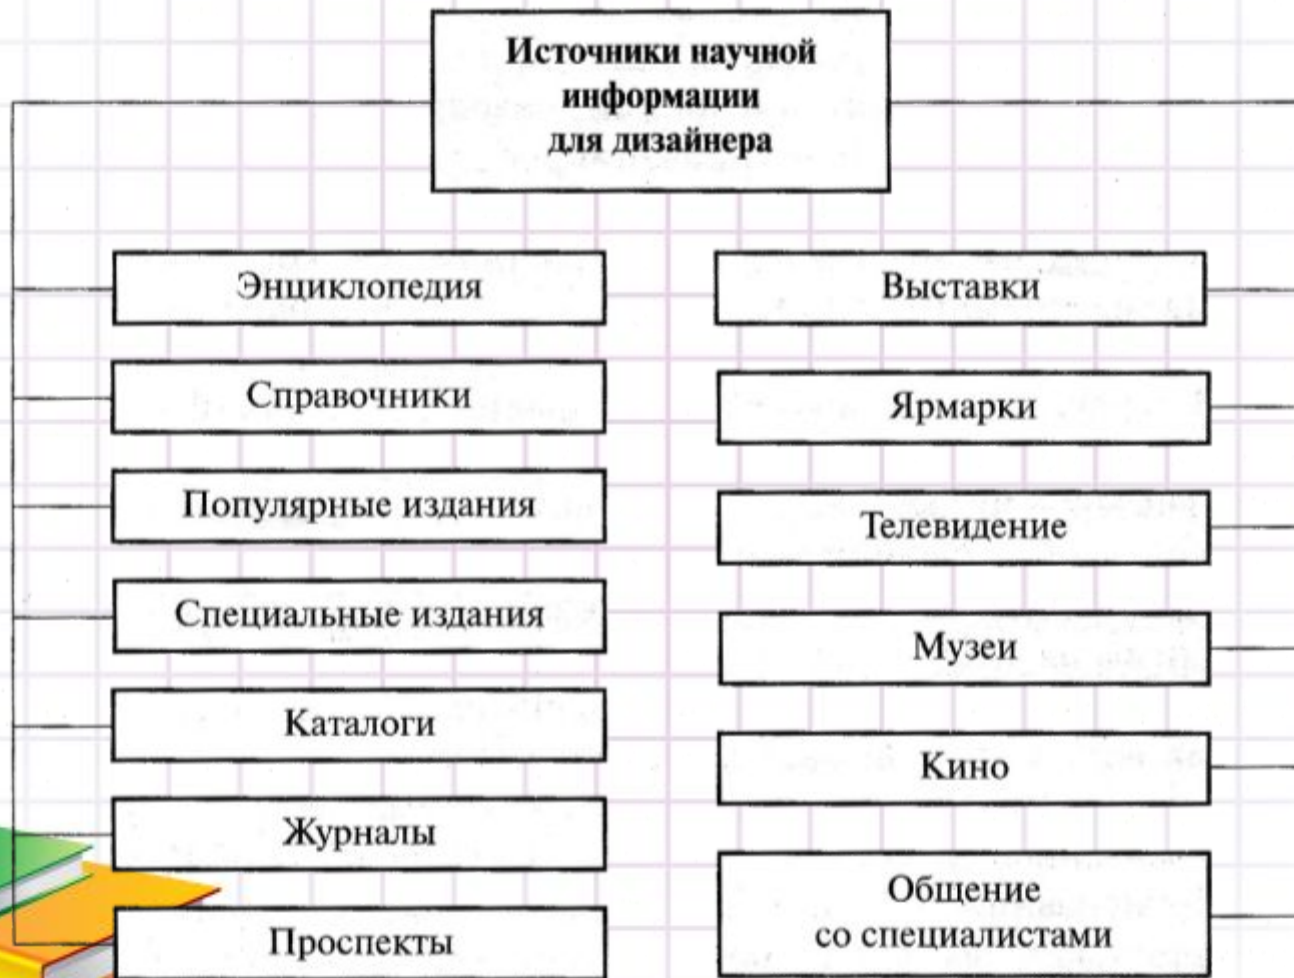 Источники научной
информации
для дизайнера
Энциклопедия
Справочники
Популярные издания
Специальные издания
Каталоги
Журналы
Проспекты
Выставки
Ярмарки
Телевидение
Музеи
Кино
Общение
со специалистами